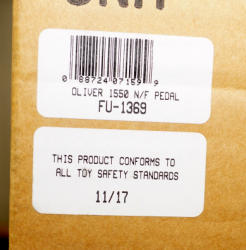 0 88724 07159 9
OLIVER 1550 N/F PEDAL
FU-1369
THIS PRODUCT CONFORMS TO
ALL TOY SAFETY STANDARDS
11/17